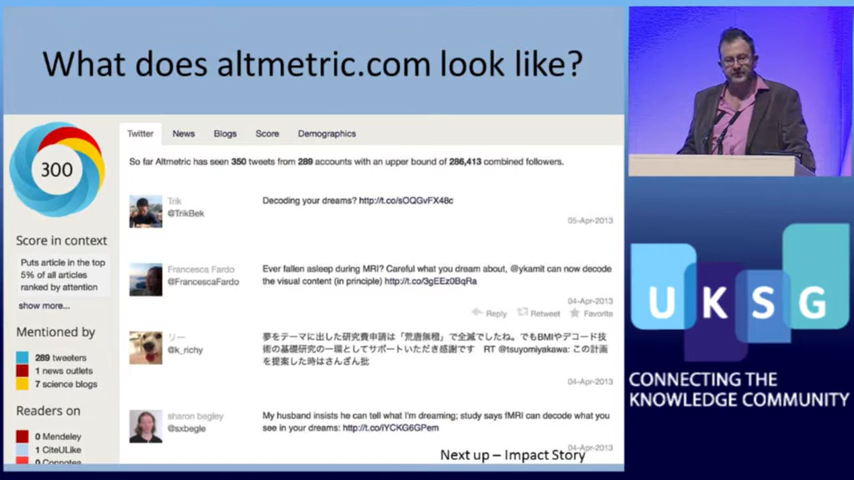 What does altmetric.com look like?
300
Score in context
Puts article in the top
5% of all articles
ranked by attention
show more...
Mentioned by
289 tweeters
1 news outlets
7 science blogs
Readers on
0 Mendeley
1 CiteULike
0 Connotea
Twitter News Blogs Score Demographics
So far Altmetric has seen 350 tweets from 289 accounts with an upper bound of 286,413 combined followers.
Trik
@TrikBek
Decoding your dreams? http://t.co/sOQGvFX48c
05-Apr-2013
Francesca Fardo
@FrancescaFardo
Ever fallen asleep during MRI? Careful what you dream about, @ykamit can now decode
the visual content (in principle) http://t.co/3gEEz0BqRa
04-Apr-2013
Reply Retweet Favorite
リー
@k_richy
夢をテーマに出した研究費申請は「荒唐無稽」で全滅でしたね。でもBMIやデコード技
術の基礎研究の一環としてサポートいただき感謝です RT @tsuyomiyakawa: この計画
を提案した時はさんざん批
04-Apr-2013
sharon begley
@sxbegle
My husband insists he can tell what I'm dreaming; study says fMRI can decode what you
see in your dreams: http://t.co/iYCKG6GPem
04-Apr-2013
Next up – Impact Story
UKSG
CONNECTING THE
KNOWLEDGE COMMUNITY